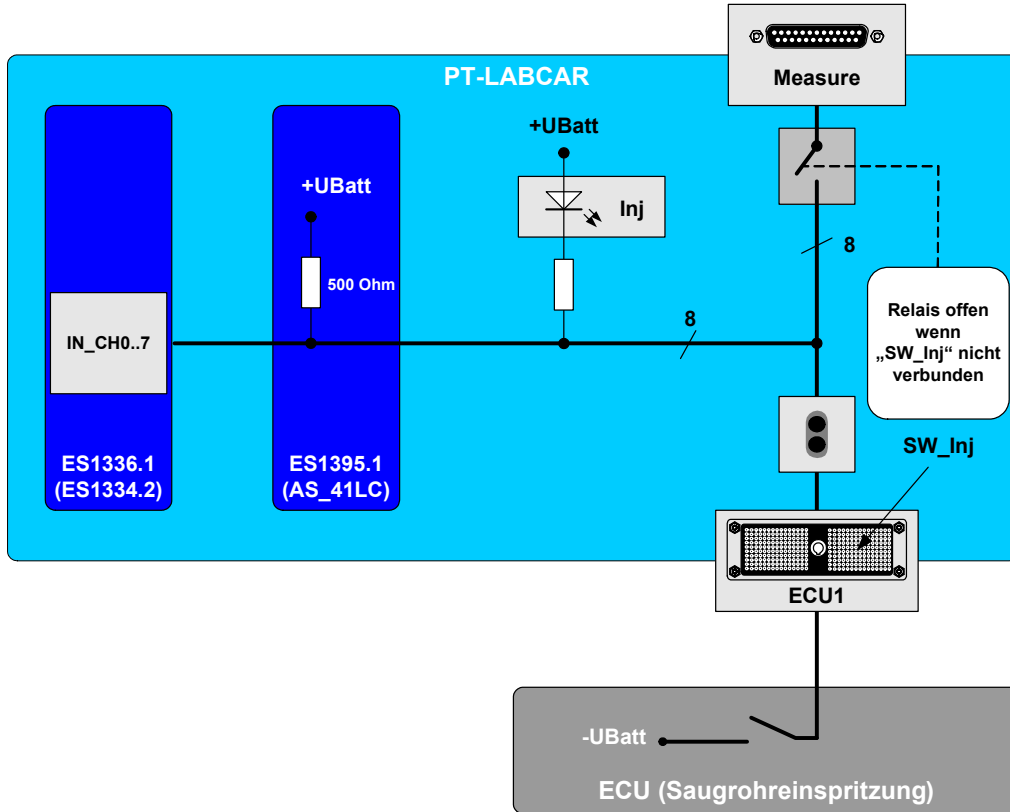 Measure
PT-LABCAR
+UBatt
+UBatt
Inj
500 Ohm
8
8
IN_CH0..7
Relais offen
wenn
„SW_Inj“ nicht
verbunden
ES1336.1
(ES1334.2)
ES1395.1
(AS_41LC)
SW_Inj
ECU1
-UBatt
ECU (Saugrohreinspritzung)